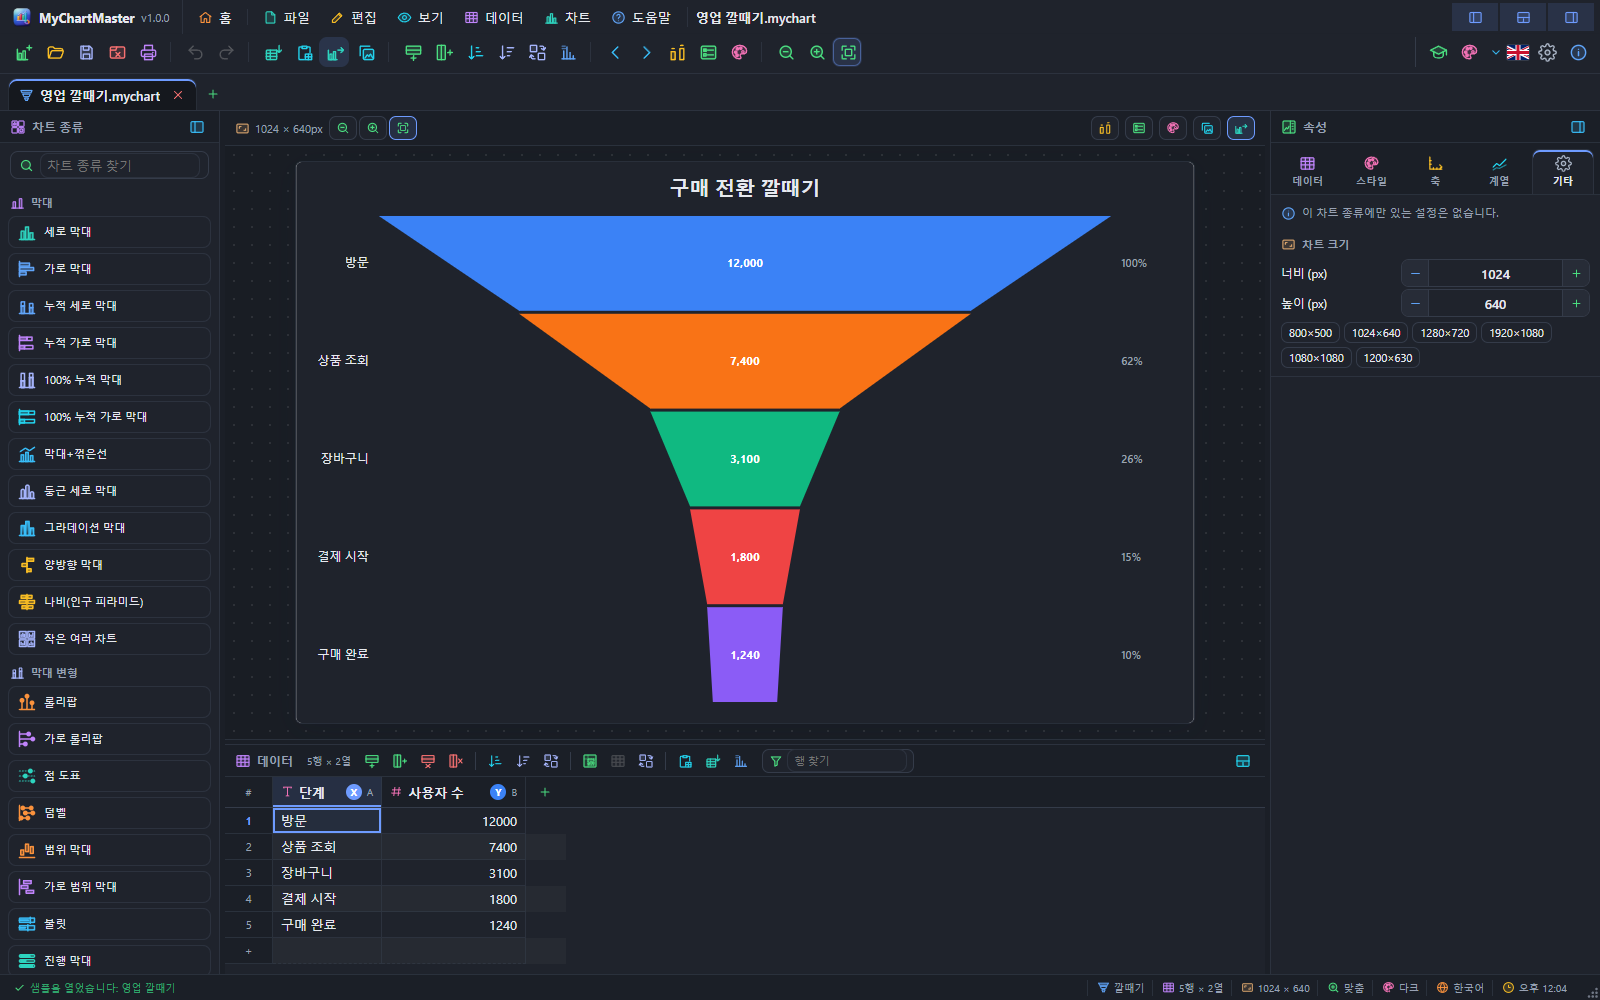 MyChartMaster v1.0.0 홈 파일 편집 보기 데이터 차트 도움말 영업 깔때기.mychart
영업 깔때기.mychart
차트 종류
차트 종류 찾기
막대
세로 막대
가로 막대
누적 세로 막대
누적 가로 막대
100% 누적 막대
100% 누적 가로 막대
막대+꺾은선
둥근 세로 막대
그라데이션 막대
양방향 막대
나비(인구 피라미드)
작은 여러 차트
막대 변형
롤리팝
가로 롤리팝
점 도표
덤벨
범위 막대
가로 범위 막대
불릿
진행 막대
1024 × 640px
구매 전환 깔때기
방문 12,000 100%
상품 조회 7,400 62%
장바구니 3,100 26%
결제 시작 1,800 15%
구매 완료 1,240 10%
데이터 5행 × 2열 행 찾기
# 단계 X A # 사용자 수 Y B +
1 방문 12000
2 상품 조회 7400
3 장바구니 3100
4 결제 시작 1800
5 구매 완료 1240
+
속성
데이터 스타일 축 계열 기타
이 차트 종류에만 있는 설정은 없습니다.
차트 크기
너비 (px) − 1024 +
높이 (px) − 640 +
800×500 1024×640 1280×720 1920×1080
1080×1080 1200×630
샘플을 열었습니다: 영업 깔때기
깔때기 5행 × 2열 1024 × 640 맞춤 다크 한국어 오후 12:04